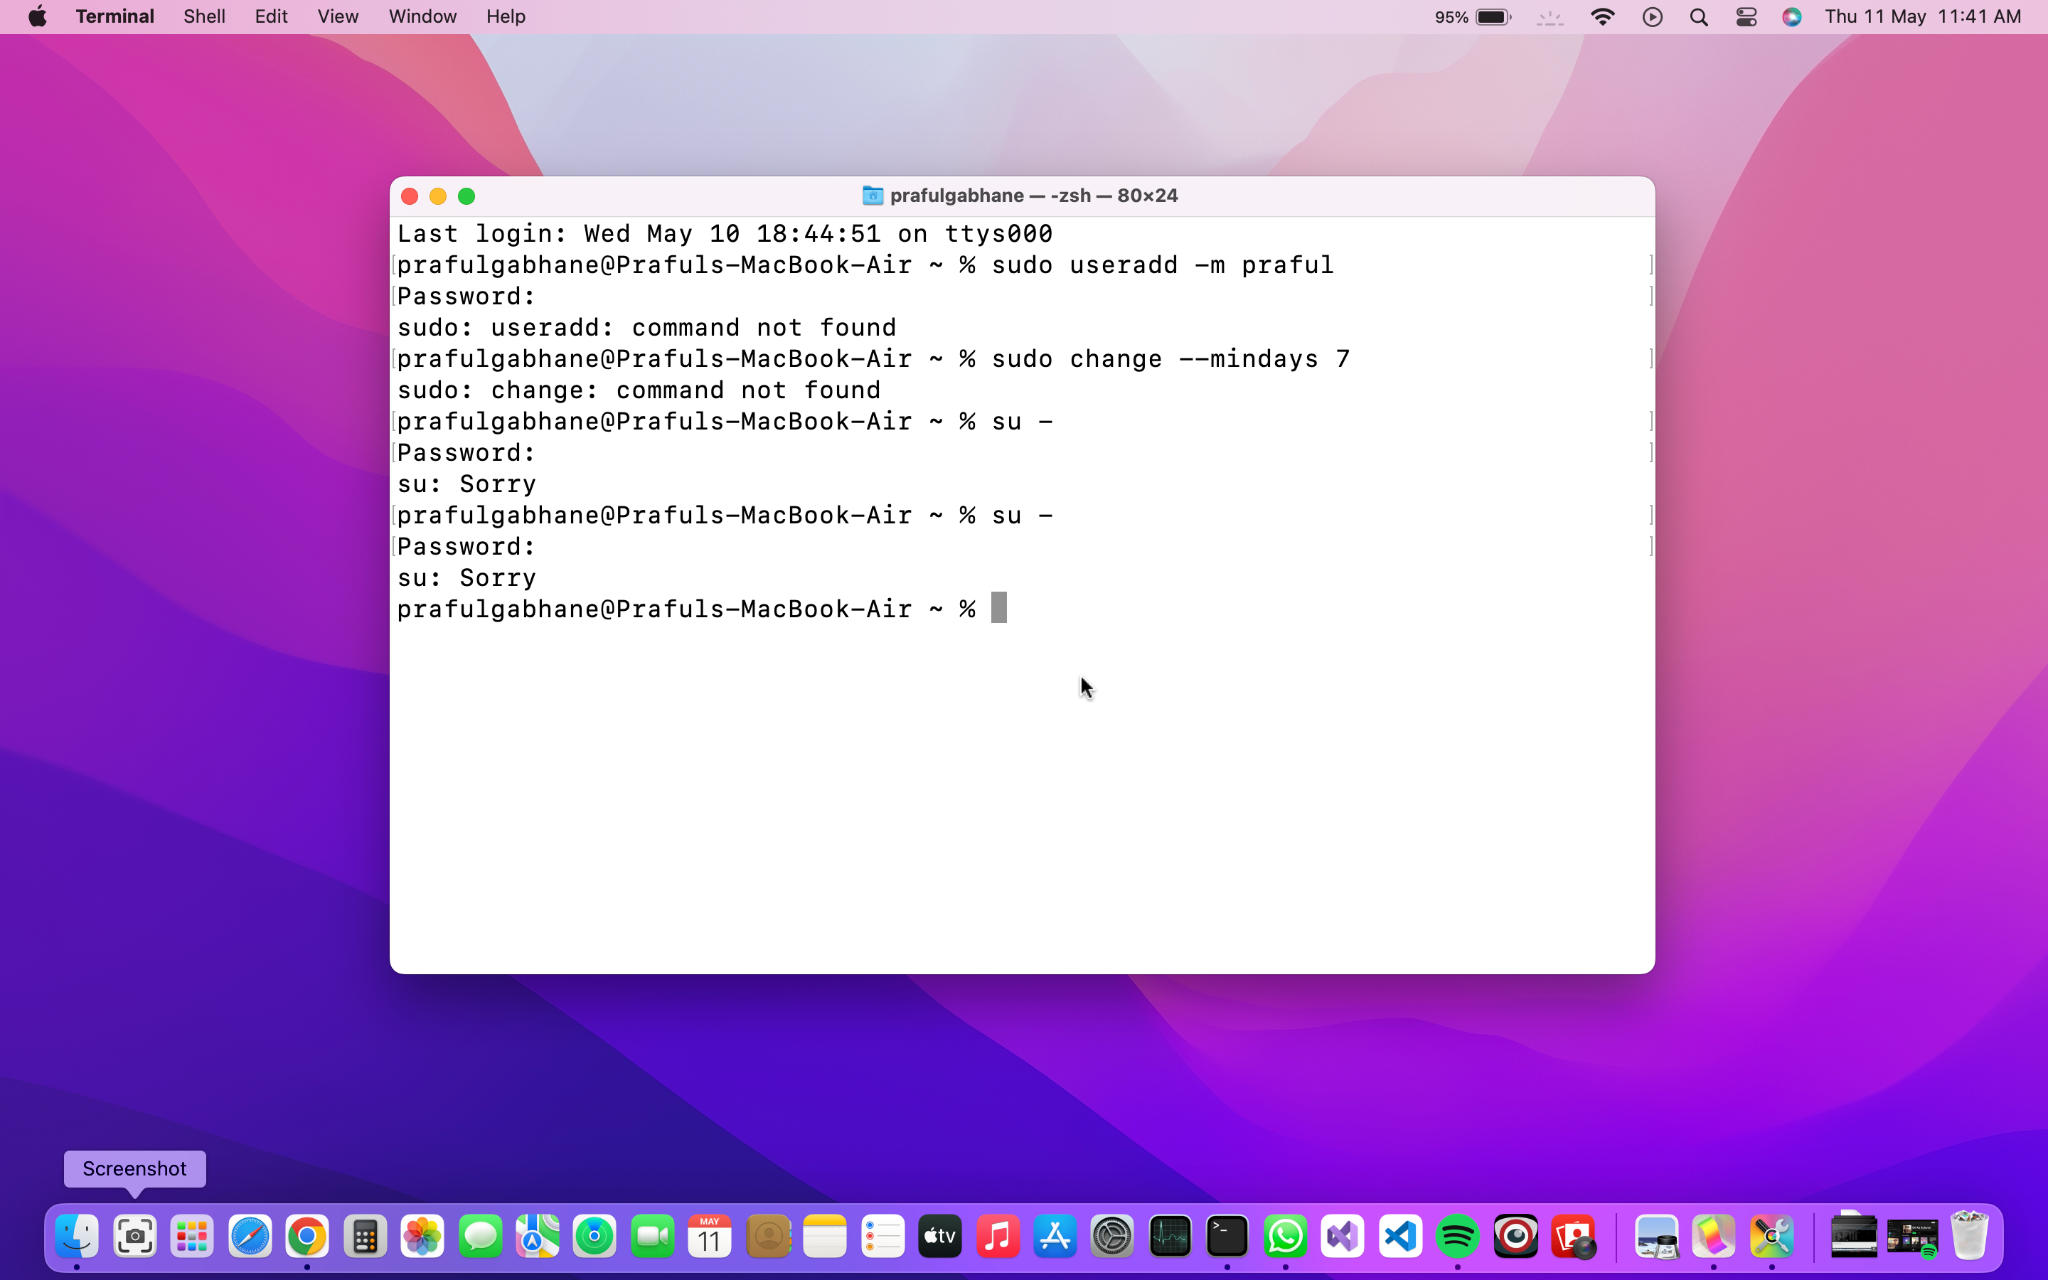 Terminal Shell Edit View Window Help 95% Thu 11 May 11:41 AM
prafulgabhane — -zsh — 80×24
Last login: Wed May 10 18:44:51 on ttys000
[prafulgabhane@Prafuls-MacBook-Air ~ % sudo useradd -m praful ]
[Password: ]
sudo: useradd: command not found
[prafulgabhane@Prafuls-MacBook-Air ~ % sudo change --mindays 7 ]
sudo: change: command not found
[prafulgabhane@Prafuls-MacBook-Air ~ % su - ]
[Password: ]
su: Sorry
[prafulgabhane@Prafuls-MacBook-Air ~ % su - ]
[Password: ]
su: Sorry
prafulgabhane@Prafuls-MacBook-Air ~ %
Screenshot
MAY
11
tv
>_